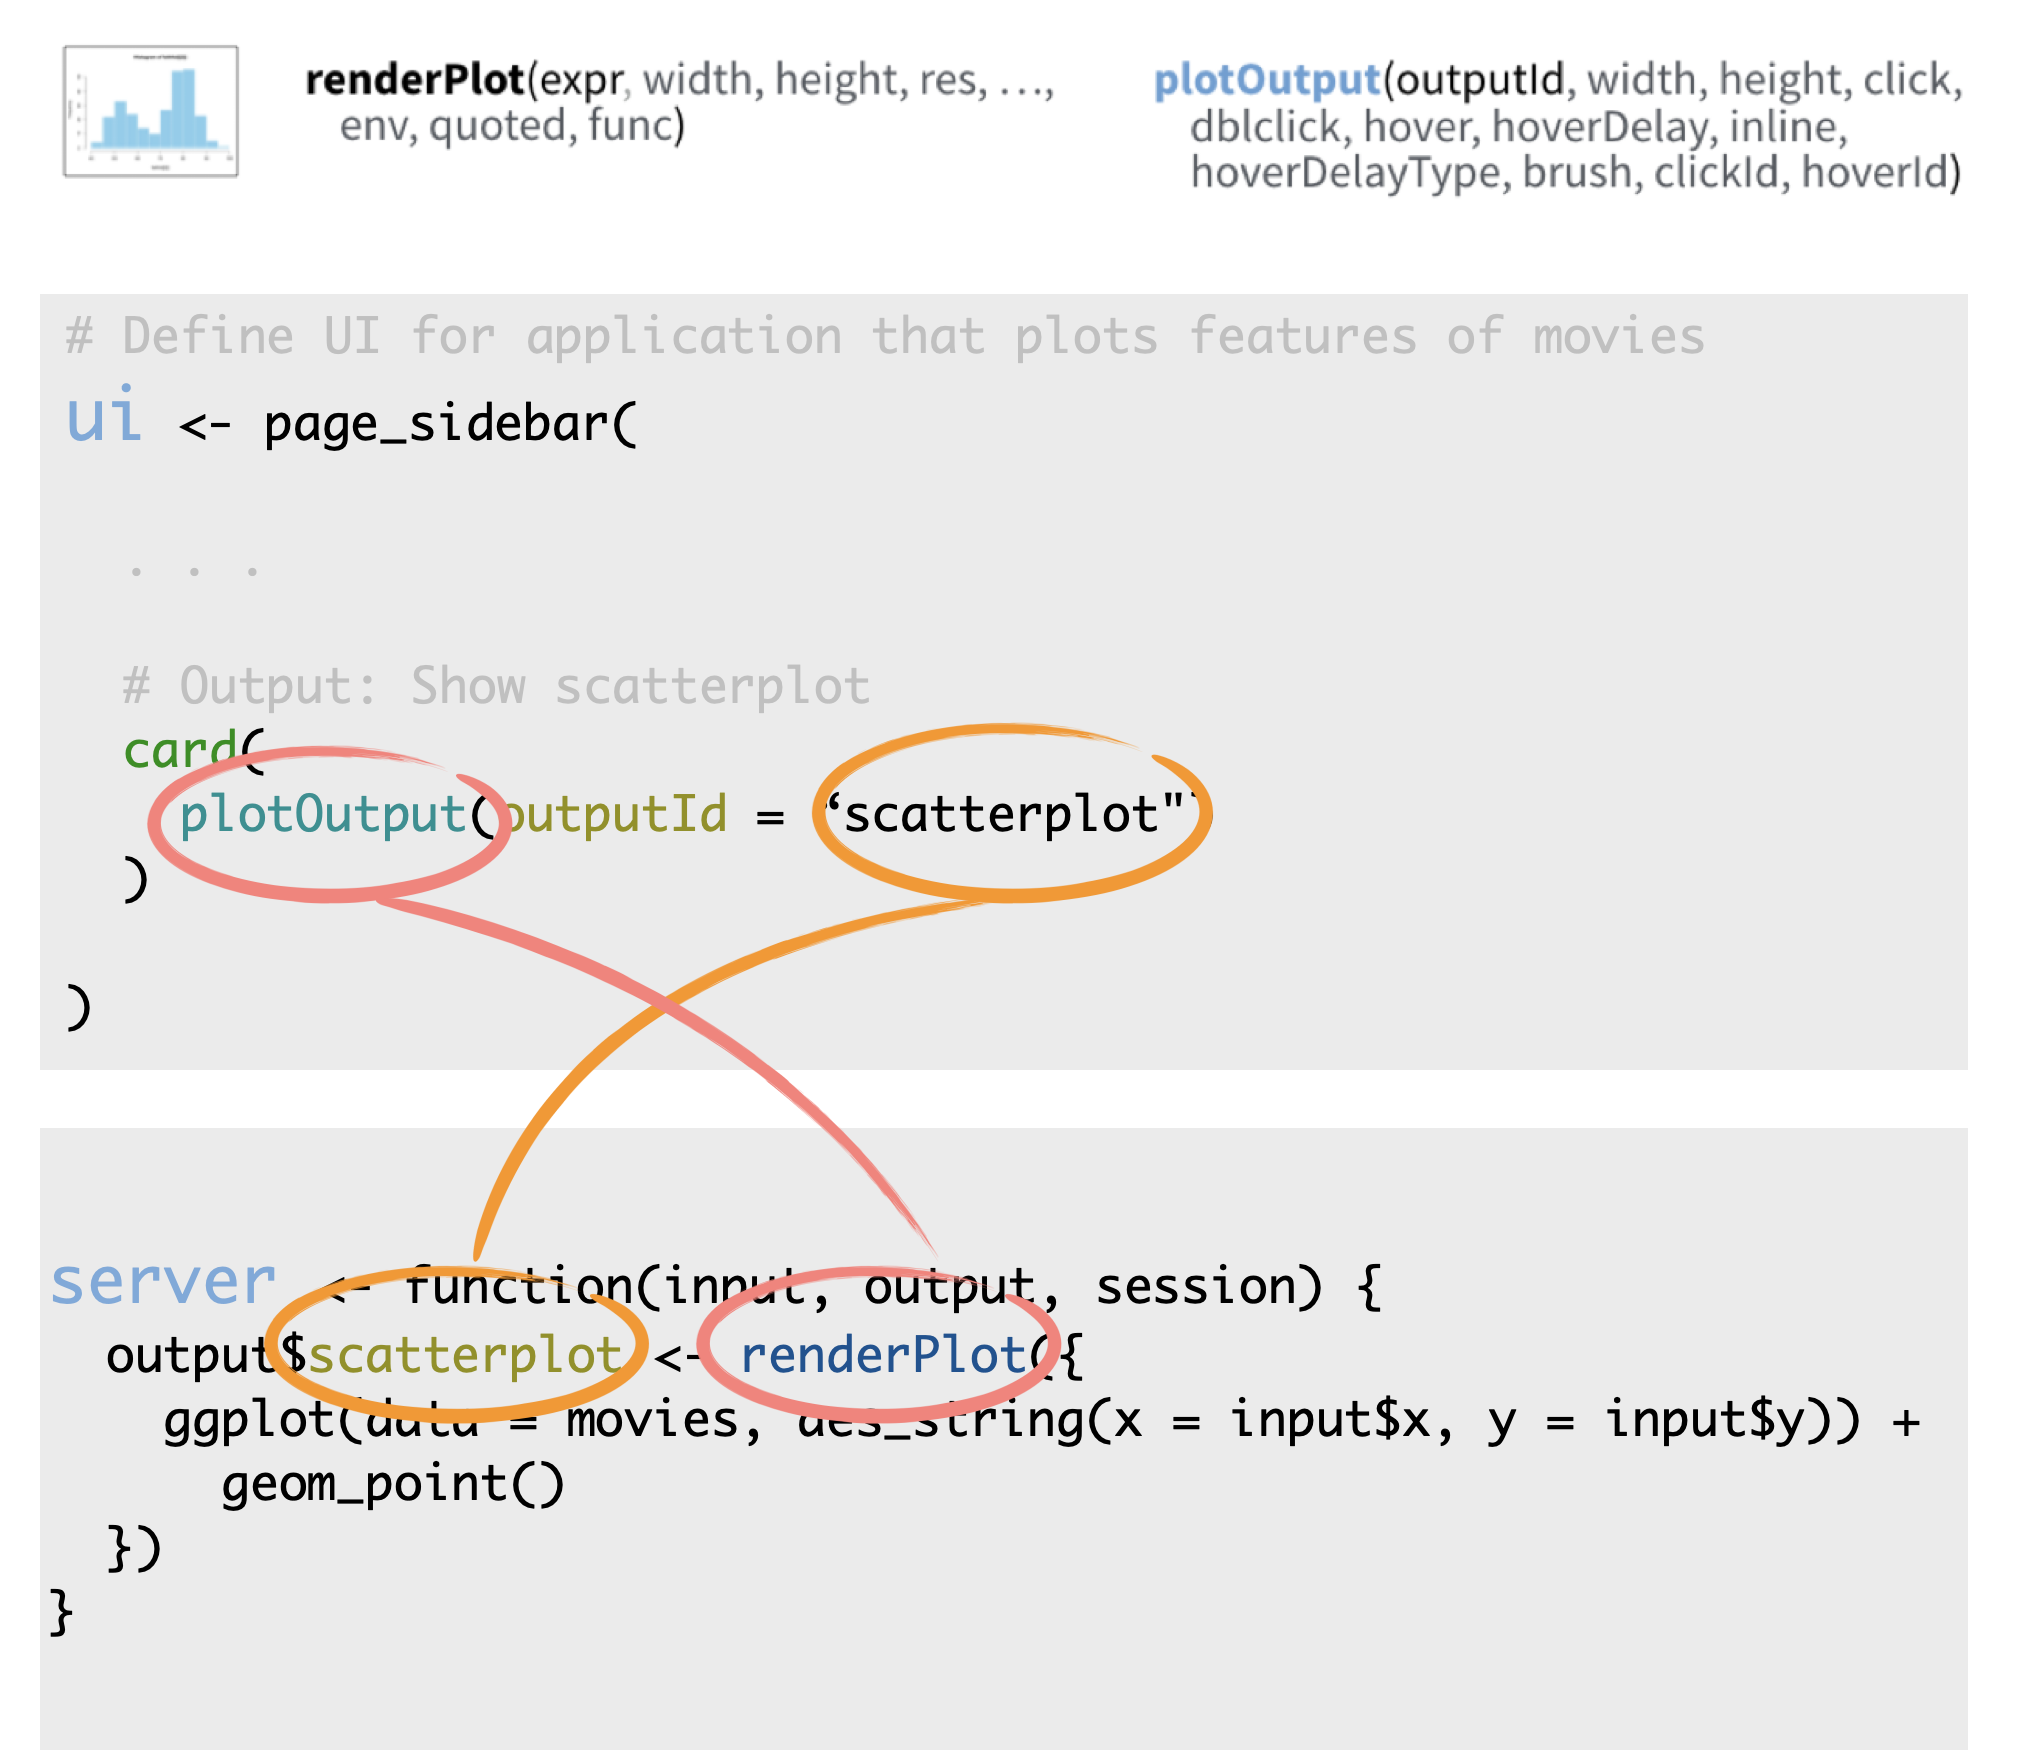 renderPlot(expr, width, height, res, …,
env, quoted, func)
plotOutput(outputId, width, height, click,
dblclick, hover, hoverDelay, inline,
hoverDelayType, brush, clickId, hoverId)
# Define UI for application that plots features of movies
ui <- page_sidebar(
. . .
# Output: Show scatterplot
card(
plotOutput(outputId = “scatterplot")
)
)
server <- function(input, output, session) {
output$scatterplot <- renderPlot({
ggplot(data = movies, aes_string(x = input$x, y = input$y)) +
geom_point()
})
}